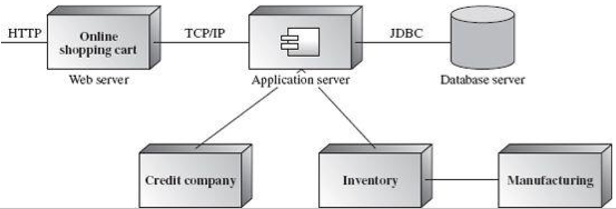 HTTP
Online
shopping cart
TCP/IP
JDBC
Web server
Application server
Database server
Credit company
Inventory
Manufacturing